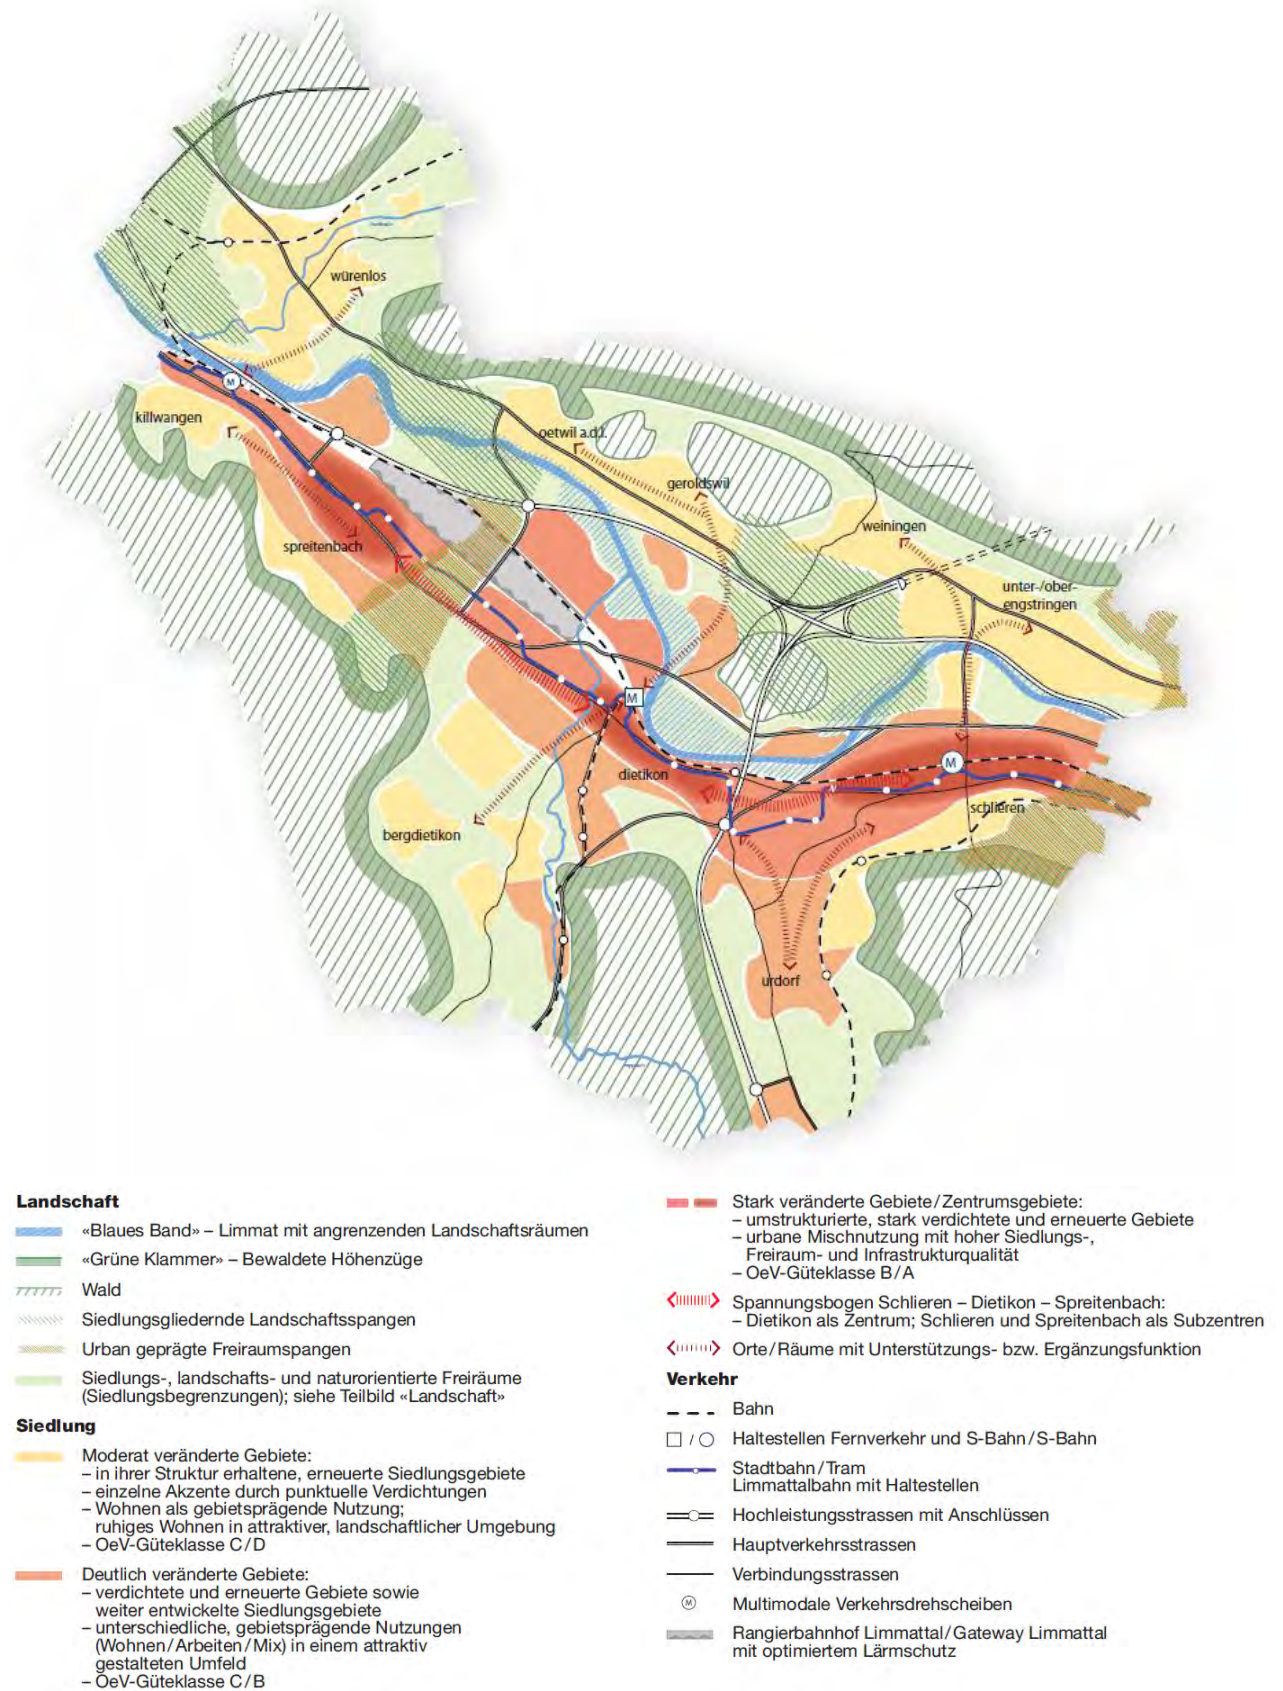 würenlos
killwangen
oetwil a.d.l.
geroldswil
weiningen
spreitenbach
unter-/ober-
engstringen
dietikon
schlieren
bergdietikon
urdorf
M
M
M
Landschaft
«Blaues Band» – Limmat mit angrenzenden Landschaftsräumen
«Grüne Klammer» – Bewaldete Höhenzüge
Wald
Siedlungsgliedernde Landschaftsspangen
Urban geprägte Freiraumspangen
Siedlungs-, landschafts- und naturorientierte Freiräume
(Siedlungsbegrenzungen); siehe Teilbild «Landschaft»
Siedlung
Moderat veränderte Gebiete:
– in ihrer Struktur erhaltene, erneuerte Siedlungsgebiete
– einzelne Akzente durch punktuelle Verdichtungen
– Wohnen als gebietsprägende Nutzung;
ruhiges Wohnen in attraktiver, landschaftlicher Umgebung
– OeV-Güteklasse C/D
Deutlich veränderte Gebiete:
– verdichtete und erneuerte Gebiete sowie
weiter entwickelte Siedlungsgebiete
– unterschiedliche, gebietsprägende Nutzungen
(Wohnen/Arbeiten/Mix) in einem attraktiv
gestalteten Umfeld
– OeV-Güteklasse C/B
Stark veränderte Gebiete/Zentrumsgebiete:
– umstrukturierte, stark verdichtete und erneuerte Gebiete
– urbane Mischnutzung mit hoher Siedlungs-,
Freiraum- und Infrastrukturqualität
– OeV-Güteklasse B/A
Spannungsbogen Schlieren – Dietikon – Spreitenbach:
– Dietikon als Zentrum; Schlieren und Spreitenbach als Subzentren
Orte/Räume mit Unterstützungs- bzw. Ergänzungsfunktion
Verkehr
Bahn
/ Haltestellen Fernverkehr und S-Bahn/S-Bahn
Stadtbahn/Tram
Limmattalbahn mit Haltestellen
Hochleistungsstrassen mit Anschlüssen
Hauptverkehrsstrassen
Verbindungsstrassen
M Multimodale Verkehrsdrehscheiben
Rangierbahnhof Limmattal/Gateway Limmattal
mit optimiertem Lärmschutz